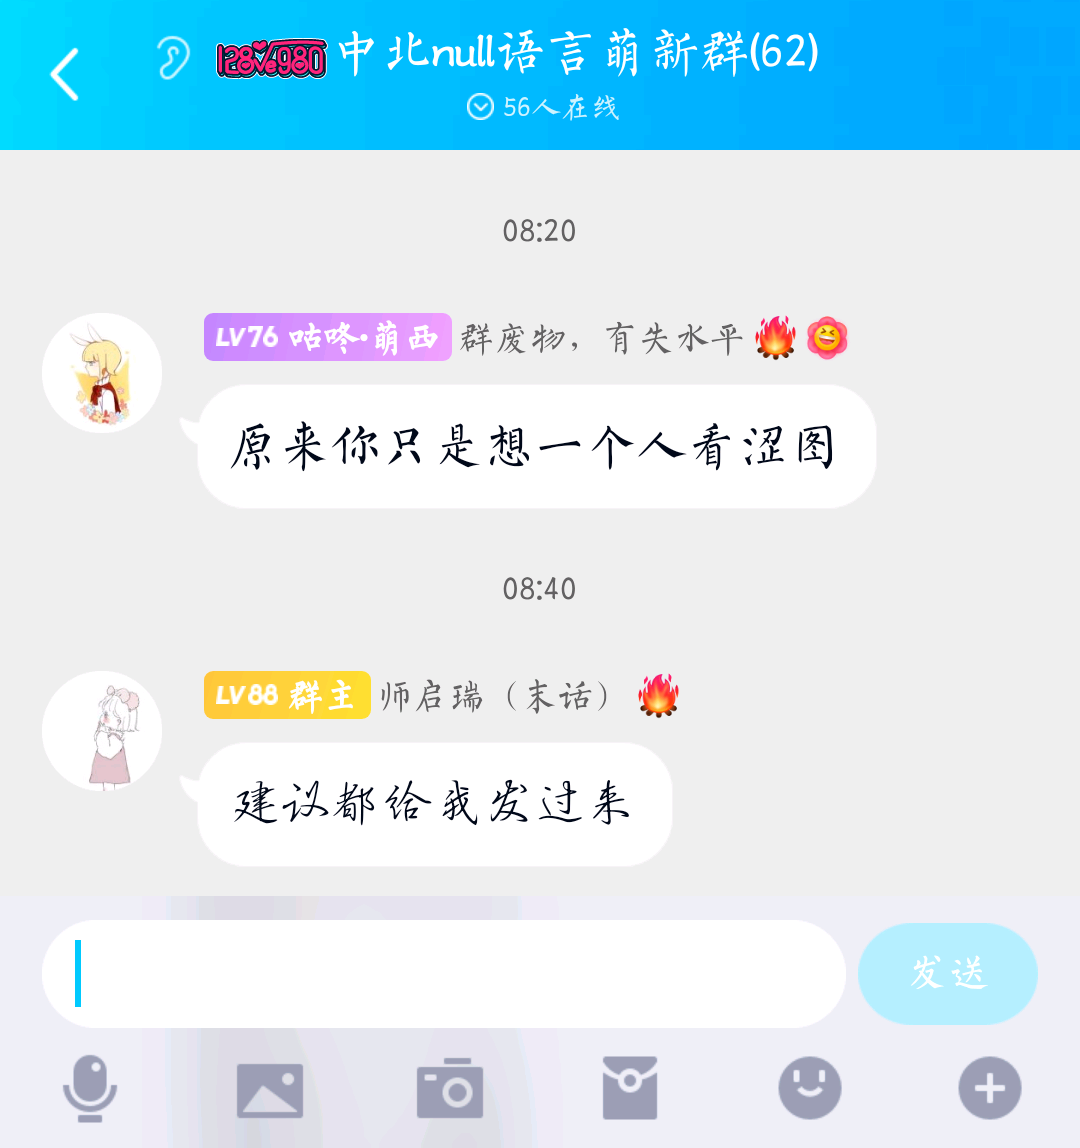 128√e980 中北null语言萌新群(62)
56人在线
08:20
LV76 咕咚·萌西 群废物，有失水平
原来你只是想一个人看涩图
08:40
LV88 群主 师启瑞（末话）
建议都给我发过来
发送